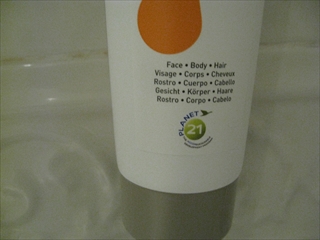 Face • Body • Hair
Visage • Corps • Cheveux
Rostro • Cuerpo • Cabello
Gesicht • Körper • Haare
Rostro • Corpo • Cabelo
PLANET
21